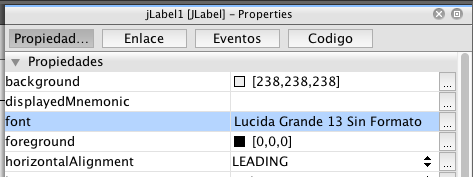 jLabel1 [JLabel] – Properties
Propiedad... Enlace Eventos Codigo
Propiedades
background [238,238,238] ...
displayedMnemonic ...
font Lucida Grande 13 Sin Formato ...
foreground [0,0,0] ...
horizontalAlignment LEADING ...